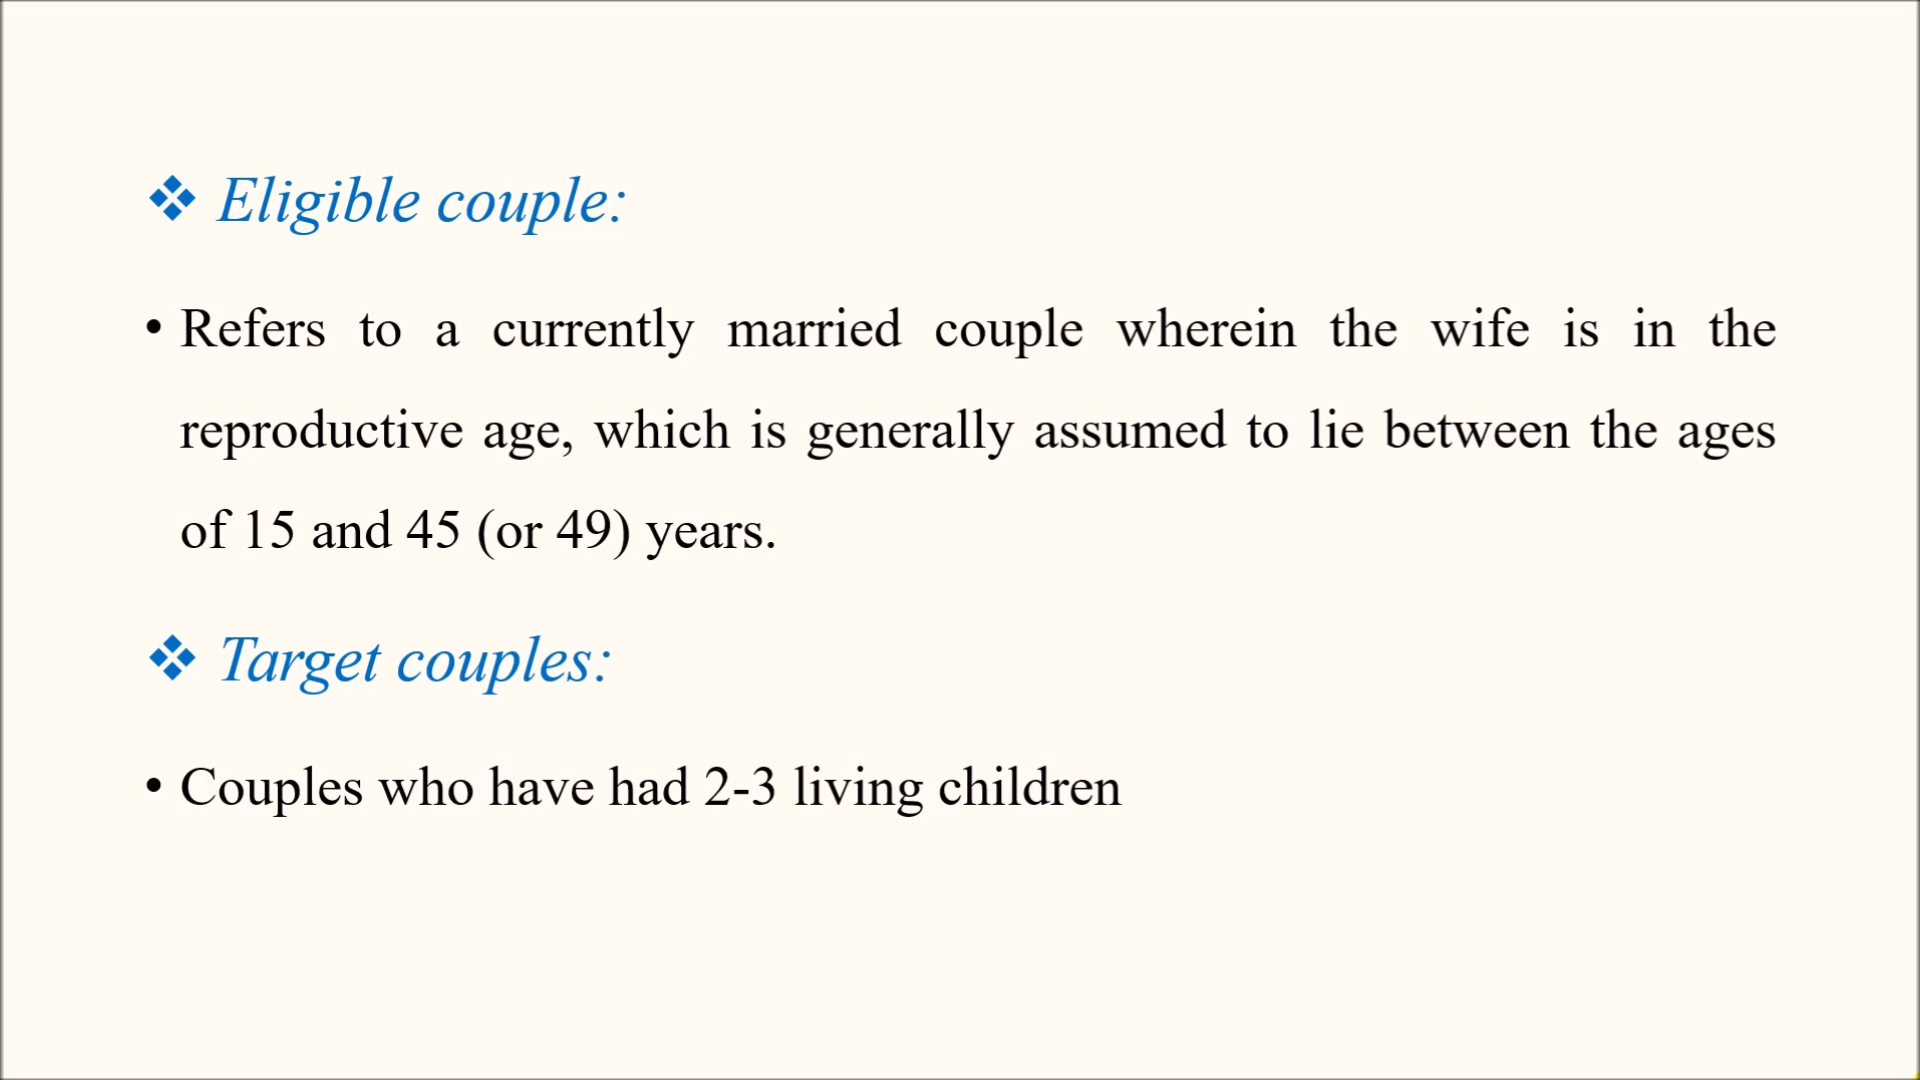 ❖ Eligible couple:
• Refers to a currently married couple wherein the wife is in the
reproductive age, which is generally assumed to lie between the ages
of 15 and 45 (or 49) years.
❖ Target couples:
• Couples who have had 2-3 living children